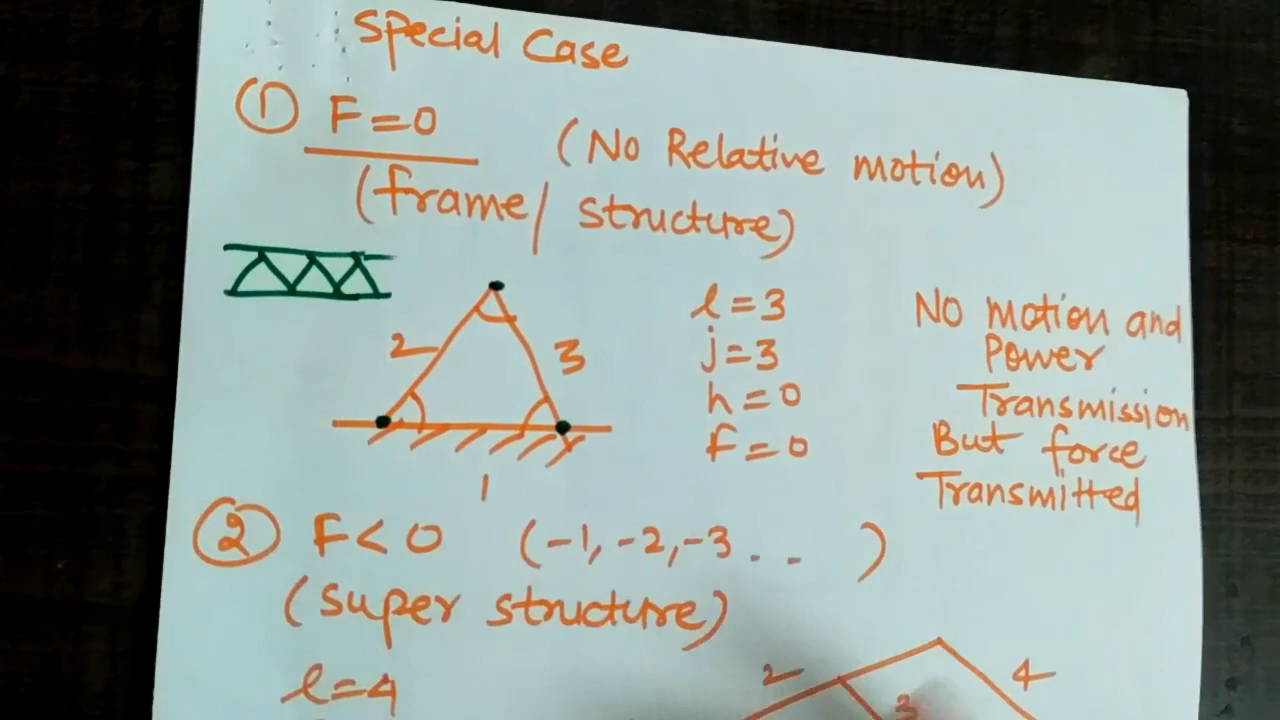 Special Case
① F=0 (No Relative motion)
(frame/ structure)
2 3
1
l=3
j=3
h=0
F=0
No motion and
Power
Transmission
But force
Transmitted
② F<0 (-1,-2,-3 . . )
(super structure)
l=4
2 3 4